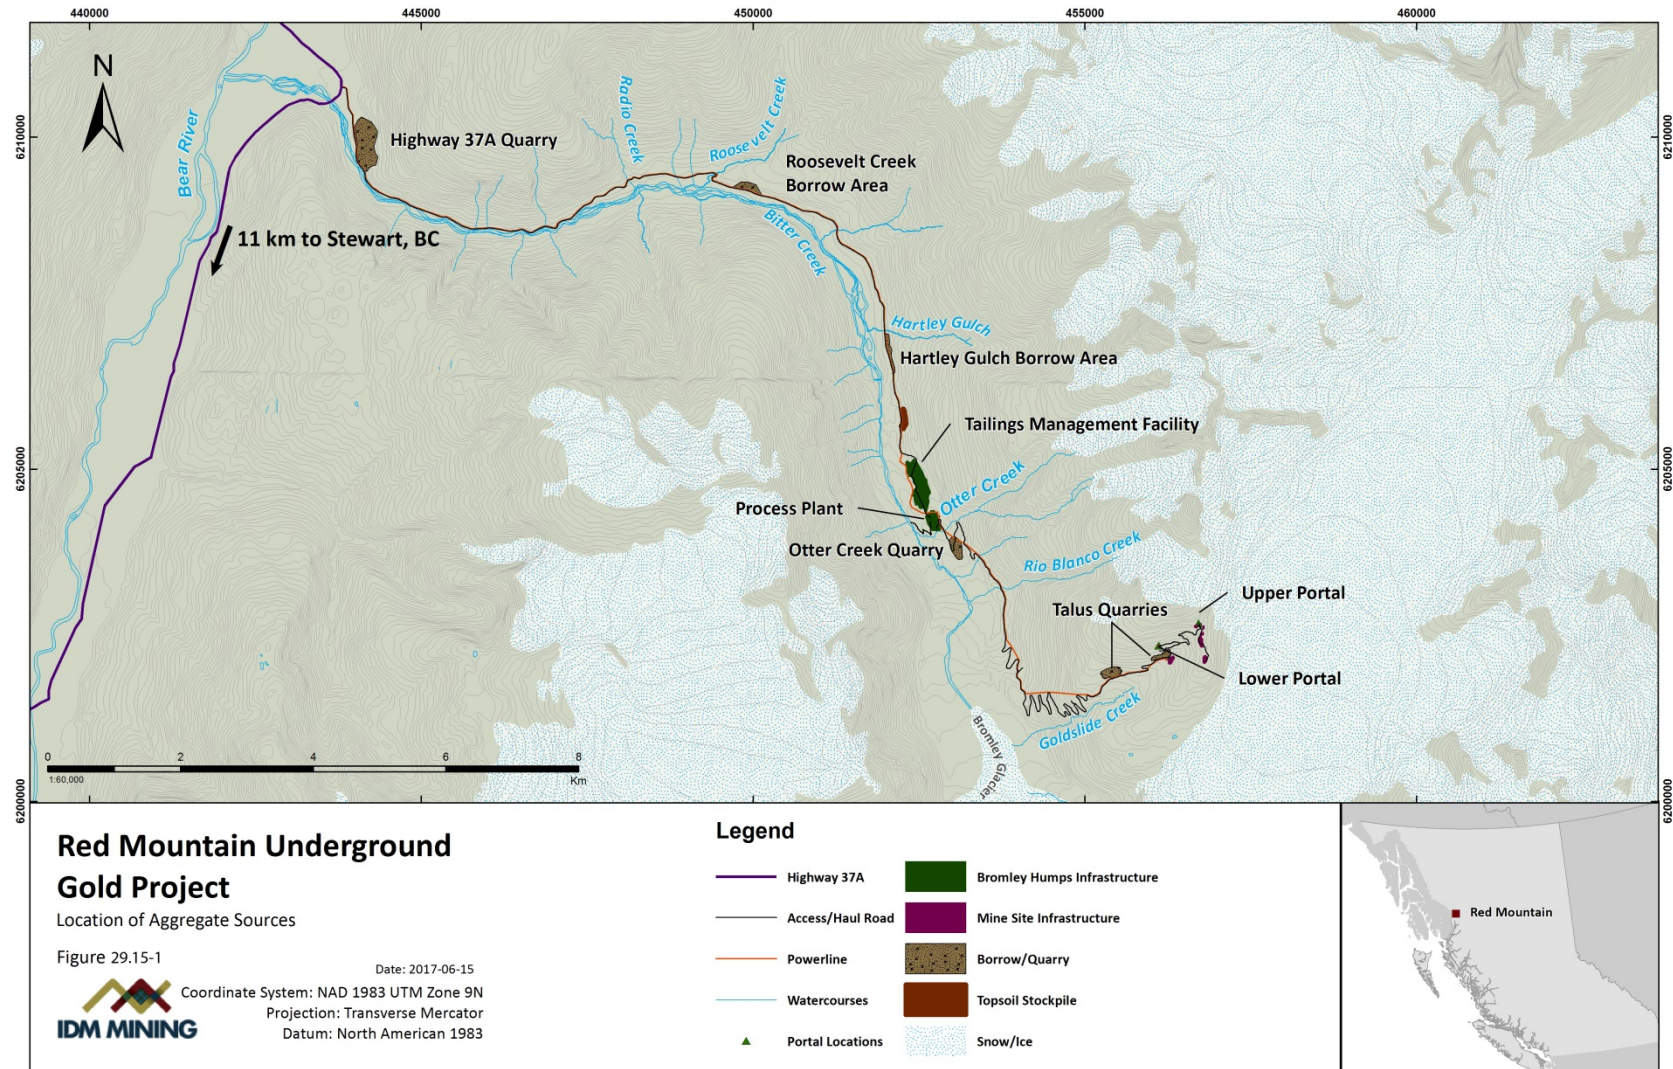 440000
445000
450000
455000
460000
N
6210000
6210000
Bear River
Highway 37A Quarry
Radio Creek
Roosevelt Creek
Roosevelt Creek
Borrow Area
Bitter Creek
11 km to Stewart, BC
Hartley Gulch
Hartley Gulch Borrow Area
Tailings Management Facility
6205000
6205000
Otter Creek
Process Plant
Otter Creek Quarry
Rio Blanco Creek
Upper Portal
Talus Quarries
Lower Portal
Goldslide Creek
Bromley Glacier
0
2
4
6
8
1:60,000
Km
6200000
Red Mountain Underground
Gold Project
Location of Aggregate Sources
Figure 29.15-1
Date: 2017-06-15
Coordinate System: NAD 1983 UTM Zone 9N
Projection: Transverse Mercator
Datum: North American 1983
IDM MINING
Legend
Highway 37A
Access/Haul Road
Powerline
Watercourses
Portal Locations
Bromley Humps Infrastructure
Mine Site Infrastructure
Borrow/Quarry
Topsoil Stockpile
Snow/Ice
Red Mountain
6200000